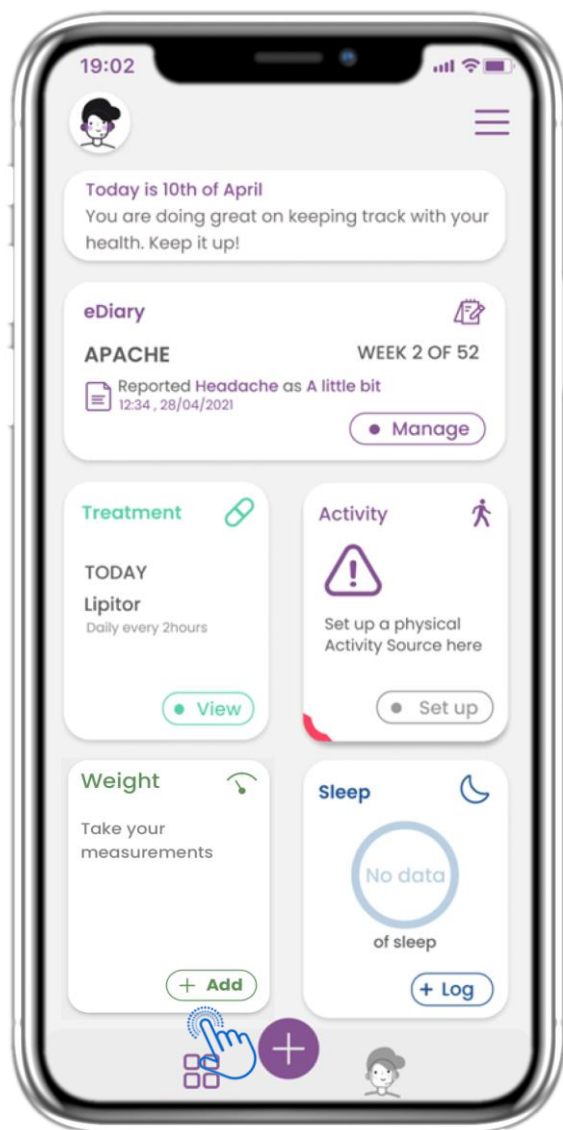 19:02
Today is 10th of April
You are doing great on keeping track with your
health. Keep it up!
eDiary
APACHE
WEEK 2 OF 52
Reported Headache as A little bit
12:34 , 28/04/2021
Manage
Treatment
TODAY
Lipitor
Daily every 2hours
View
Activity
Set up a physical
Activity Source here
Set up
Weight
Take your
measurements
+ Add
Sleep
No data
of sleep
+ Log